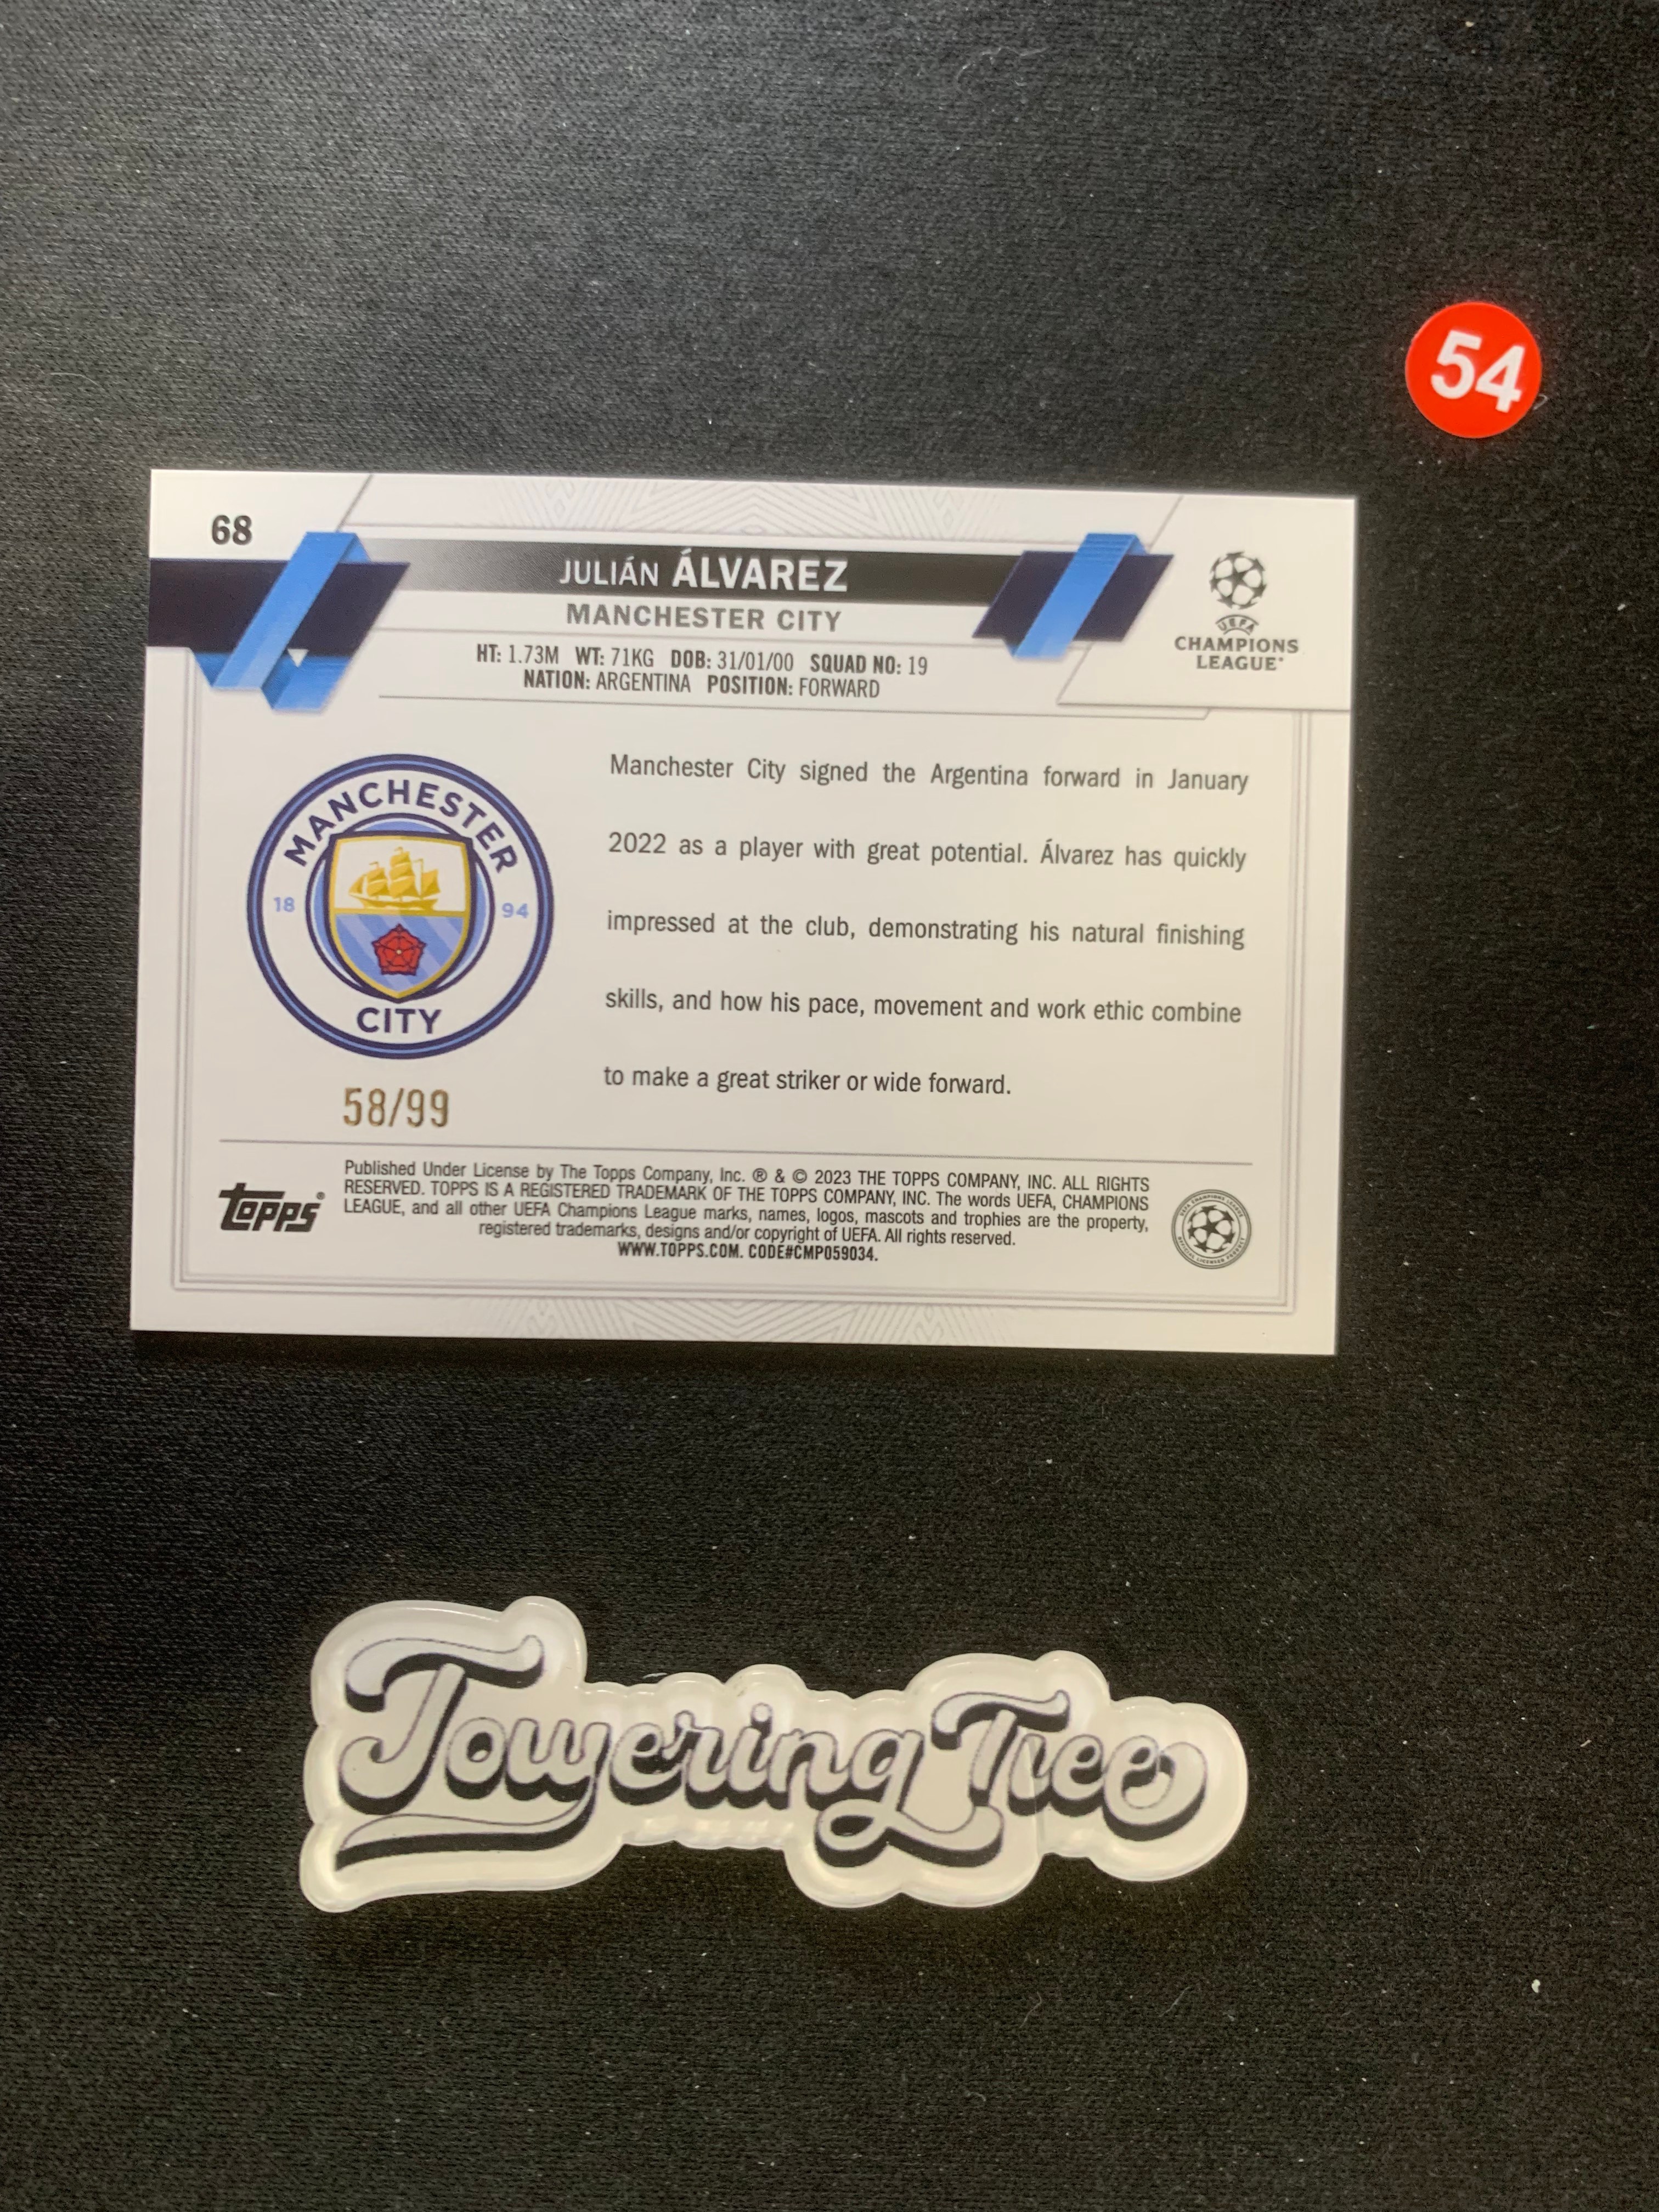 54
68
JULIÁN ÁLVAREZ
MANCHESTER CITY
HT: 1.73M WT: 71KG DOB: 31/01/00 SQUAD NO: 19
NATION: ARGENTINA POSITION: FORWARD
UEFA
CHAMPIONS
LEAGUE
MANCHESTER
18 94
CITY
58/99
Manchester City signed the Argentina forward in January
2022 as a player with great potential. Álvarez has quickly
impressed at the club, demonstrating his natural finishing
skills, and how his pace, movement and work ethic combine
to make a great striker or wide forward.
topps®
Published Under License by The Topps Company, Inc. ® & © 2023 THE TOPPS COMPANY, INC. ALL RIGHTS
RESERVED. TOPPS IS A REGISTERED TRADEMARK OF THE TOPPS COMPANY, INC. The words UEFA, CHAMPIONS
LEAGUE, and all other UEFA Champions League marks, names, logos, mascots and trophies are the property,
registered trademarks, designs and/or copyright of UEFA. All rights reserved.
WWW.TOPPS.COM. CODE#CMP059034.
Towering Tree